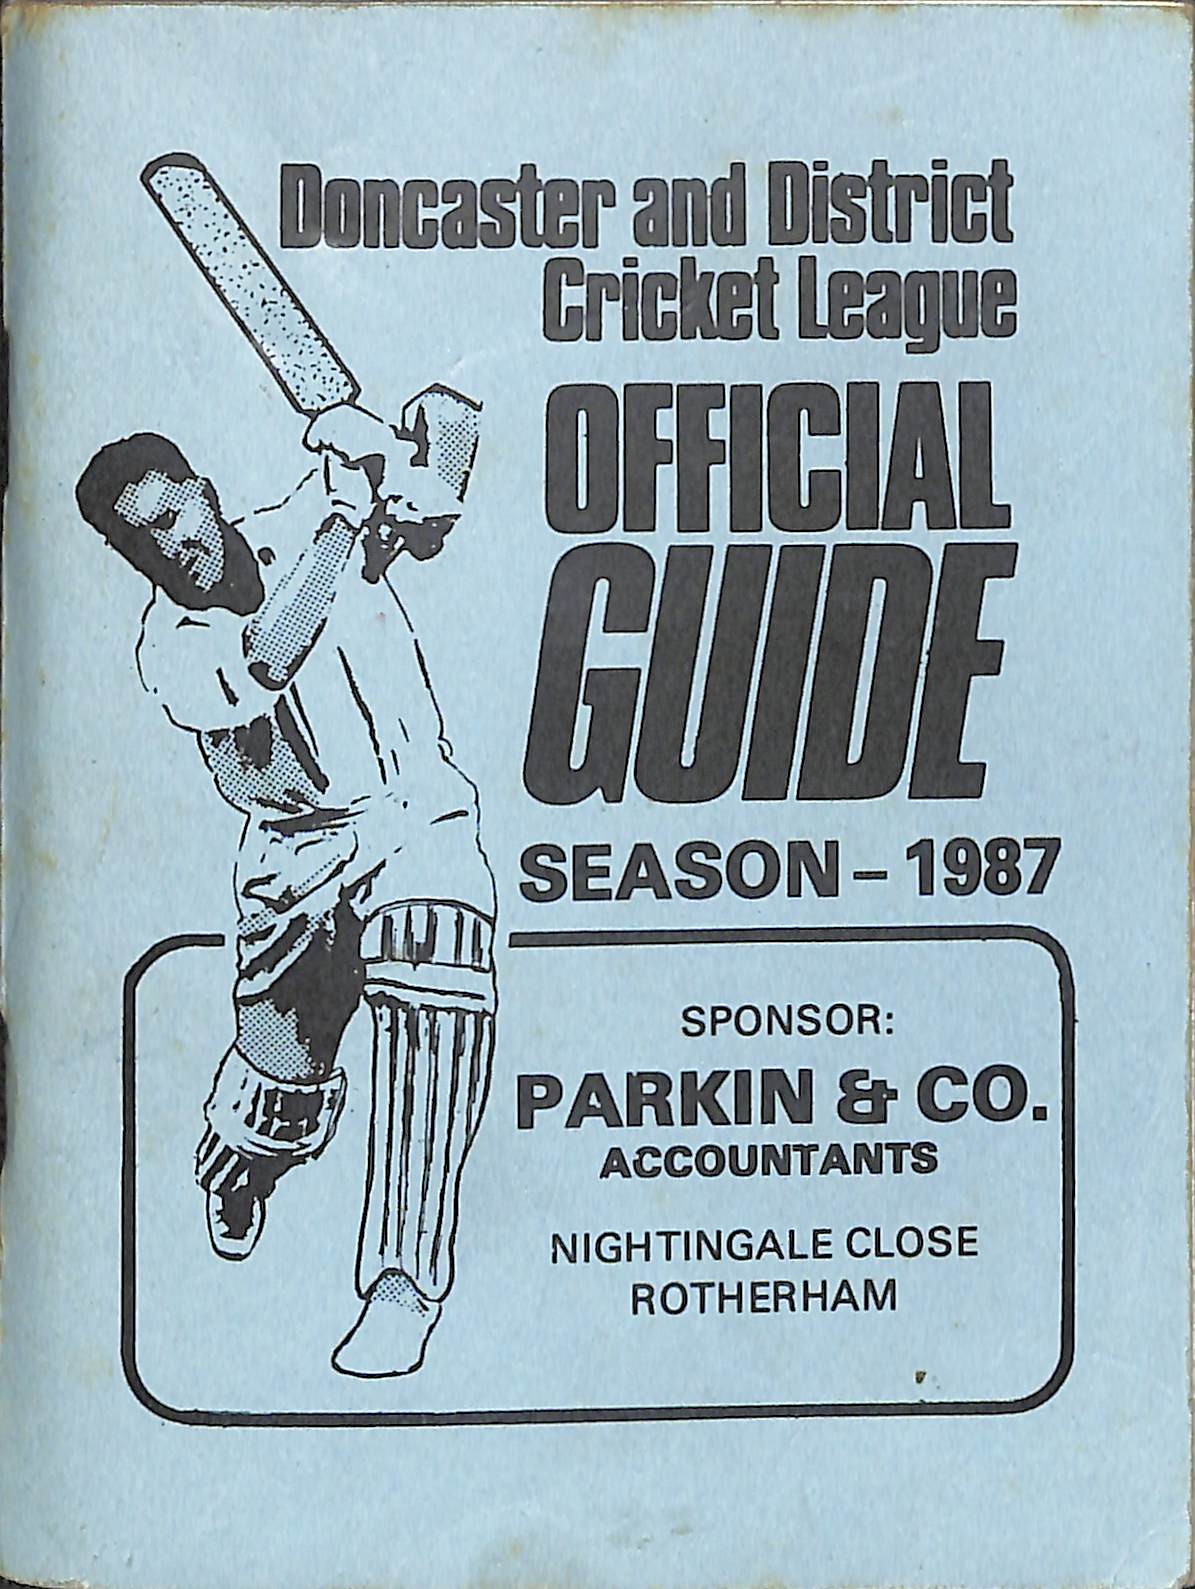 Doncaster and District
Cricket League
OFFICIAL
GUIDE
SEASON – 1987
SPONSOR:
PARKIN & CO.
ACCOUNTANTS
NIGHTINGALE CLOSE
ROTHERHAM